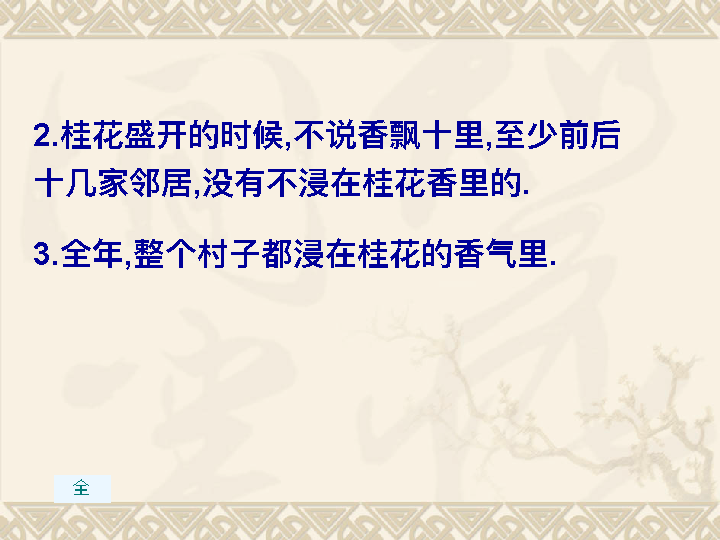 2.桂花盛开的时候,不说香飘十里,至少前后
十几家邻居,没有不浸在桂花香里的.
3.全年,整个村子都浸在桂花的香气里.
全